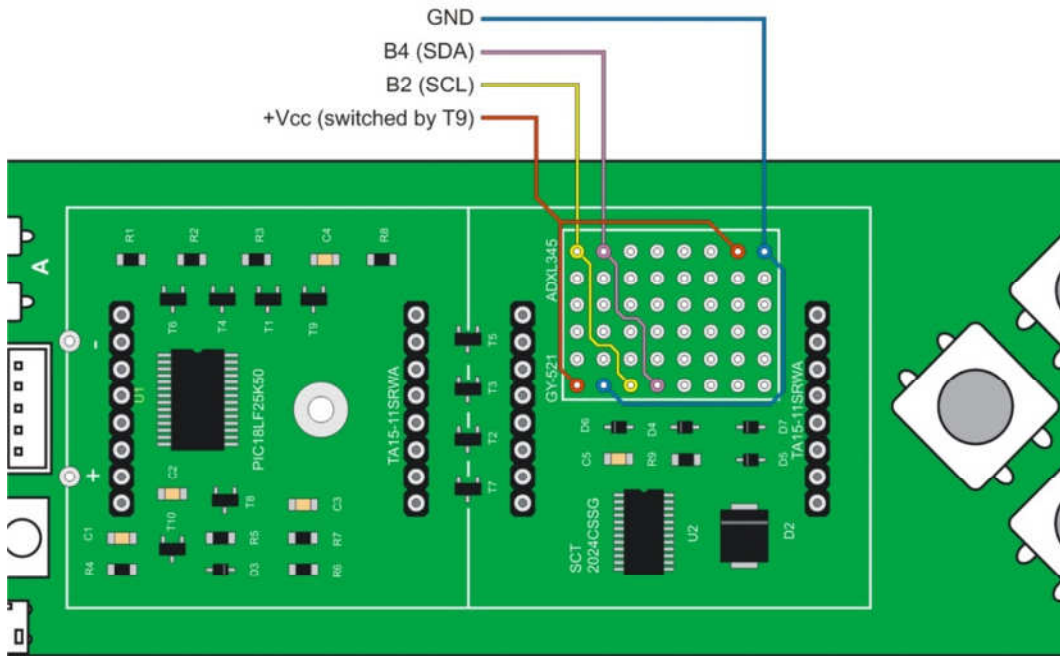 GND
B4 (SDA)
B2 (SCL)
+Vcc (switched by T9)
A
R1
R2
R3
C4
R8
T6
T4
T1
T9
-
+
U1
PIC18LF25K50
TA15-11SRWA
T5
T3
T2
T7
ADXL345
GY-521
TA15-11SRWA
D6
D4
D7
C5
R9
D5
C2
T8
C3
C1
T10
R5
R7
R4
D3
R6
SCT
2024CSSG
U2
D2